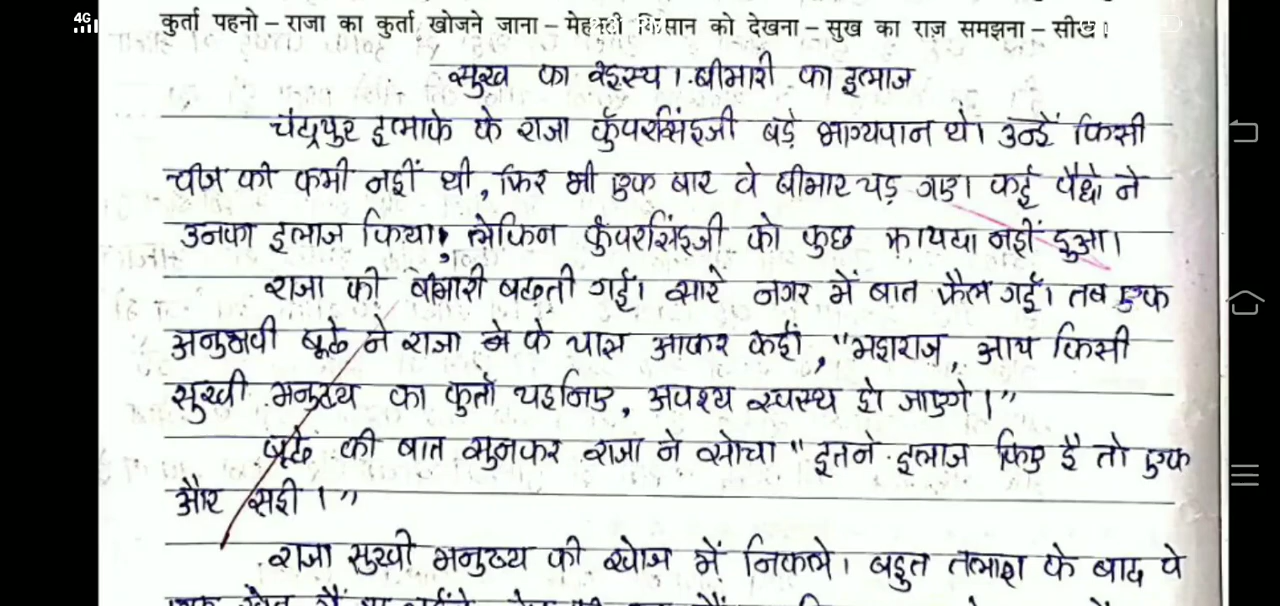 4G
कुर्ता पहनो – राजा का कुर्ता खोजने जाना – मेहनती किसान को देखना – सुख का राज़ समझना – सीख।
सुख का रहस्य। बीमारी का इलाज
चंद्रपुर इलाके के राजा कुँवरसिंहजी बड़े भाग्यवान थे। उन्हें किसी
चीज की कमी नहीं थी, फिर भी एक बार वे बीमार पड़ गए। कई वैद्यो ने
उनका इलाज किया, लेकिन कुँवरसिंहजी को कुछ फायदा नहीं हुआ।
राजा की बीमारी बढ़ती गई। सारे नगर में बात फैल गई। तब एक
अनुभवी बूढे ने राजा के पास आकर कहाँ, "महाराज, आप किसी
सुखी मनुष्य का कुर्ता पहनिए, अवश्य स्वस्थ हो जाएगे।"
बूढे की बात सुनकर राजा ने सोचा "इतने इलाज किए है तो एक
और सही।"
राजा सुखी मनुष्य की खोज में निकले। बहुत तलाश के बाद वे